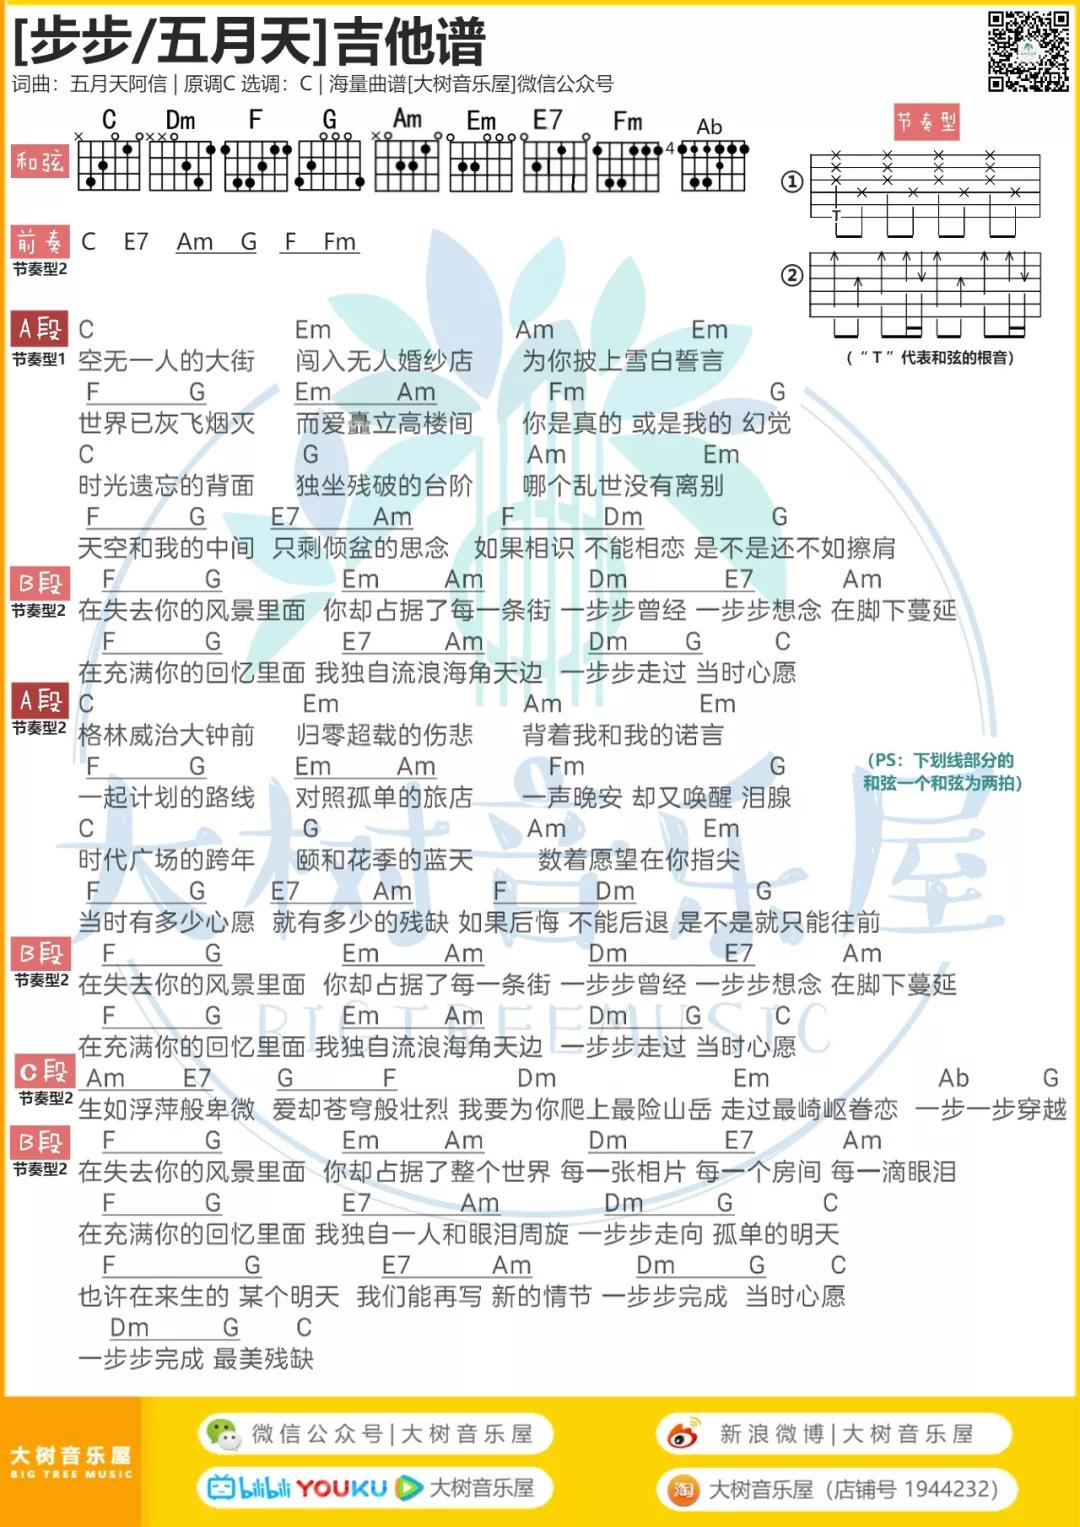 [步步/五月天]吉他谱
词曲：五月天阿信 | 原调C 选调：C | 海量曲谱[大树音乐屋]微信公众号
和弦 C Dm F G Am Em E7 Fm Ab
4
节奏型
①
T
②
（“T”代表和弦的根音）
前奏 C E7 Am G F Fm
节奏型2
A段 C Em Am Em
节奏型1 空无一人的大街 闯入无人婚纱店 为你披上雪白誓言
F G Em Am Fm G
世界已灰飞烟灭 而爱矗立高楼间 你是真的 或是我的 幻觉
C G Am Em
时光遗忘的背面 独坐残破的台阶 哪个乱世没有离别
F G E7 Am F Dm G
天空和我的中间 只剩倾盆的思念 如果相识 不能相恋 是不是还不如擦肩
B段 F G Em Am Dm E7 Am
节奏型2 在失去你的风景里面 你却占据了每一条街 一步步曾经 一步步想念 在脚下蔓延
F G E7 Am Dm G C
在充满你的回忆里面 我独自流浪海角天边 一步步走过 当时心愿
A段 C Em Am Em
节奏型2 格林威治大钟前 归零超载的伤悲 背着我和我的诺言
F G Em Am Fm G
一起计划的路线 对照孤单的旅店 一声晚安 却又唤醒 泪腺
(PS：下划线部分的
和弦一个和弦为两拍)
C G Am Em
时代广场的跨年 颐和花季的蓝天 数着愿望在你指尖
F G E7 Am F Dm G
当时有多少心愿 就有多少的残缺 如果后悔 不能后退 是不是就只能往前
B段 F G Em Am Dm E7 Am
节奏型2 在失去你的风景里面 你却占据了每一条街 一步步曾经 一步步想念 在脚下蔓延
F G Em Am Dm G C
在充满你的回忆里面 我独自流浪海角天边 一步步走过 当时心愿
C段 Am E7 G F Dm Em Ab G
节奏型2 生如浮萍般卑微 爱却苍穹般壮烈 我要为你爬上最险山岳 走过最崎岖眷恋 一步一步穿越
B段 F G Em Am Dm E7 Am
节奏型2 在失去你的风景里面 你却占据了整个世界 每一张相片 每一个房间 每一滴眼泪
F G E7 Am Dm G C
在充满你的回忆里面 我独自一人和眼泪周旋 一步步走向 孤单的明天
F G E7 Am Dm G C
也许在来生的 某个明天 我们能再写 新的情节 一步步完成 当时心愿
Dm G C
一步步完成 最美残缺
大树音乐屋
BIGTREEMUSIC
大树音乐屋
BIG TREE MUSIC
微信公众号|大树音乐屋
新浪微博|大树音乐屋
bilibili YOUKU 大树音乐屋
淘 大树音乐屋（店铺号 1944232）